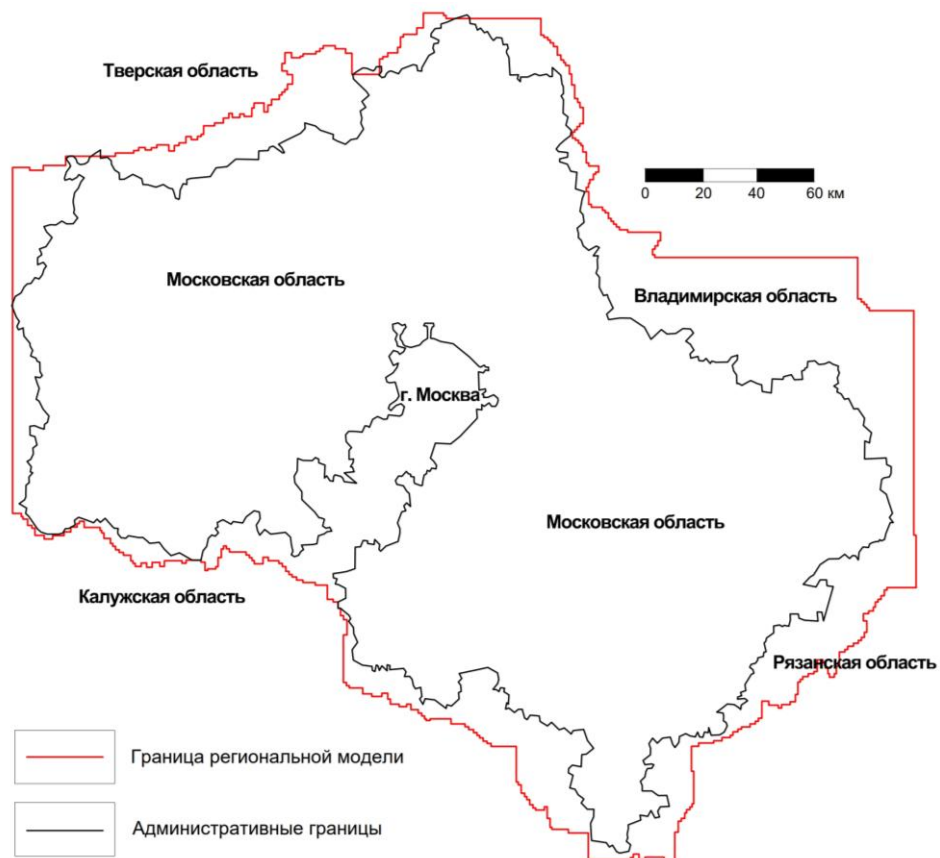 Тверская область
0 20 40 60 км
Московская область
Владимирская область
г. Москва
Московская область
Калужская область
Рязанская область
Граница региональной модели
Административные границы